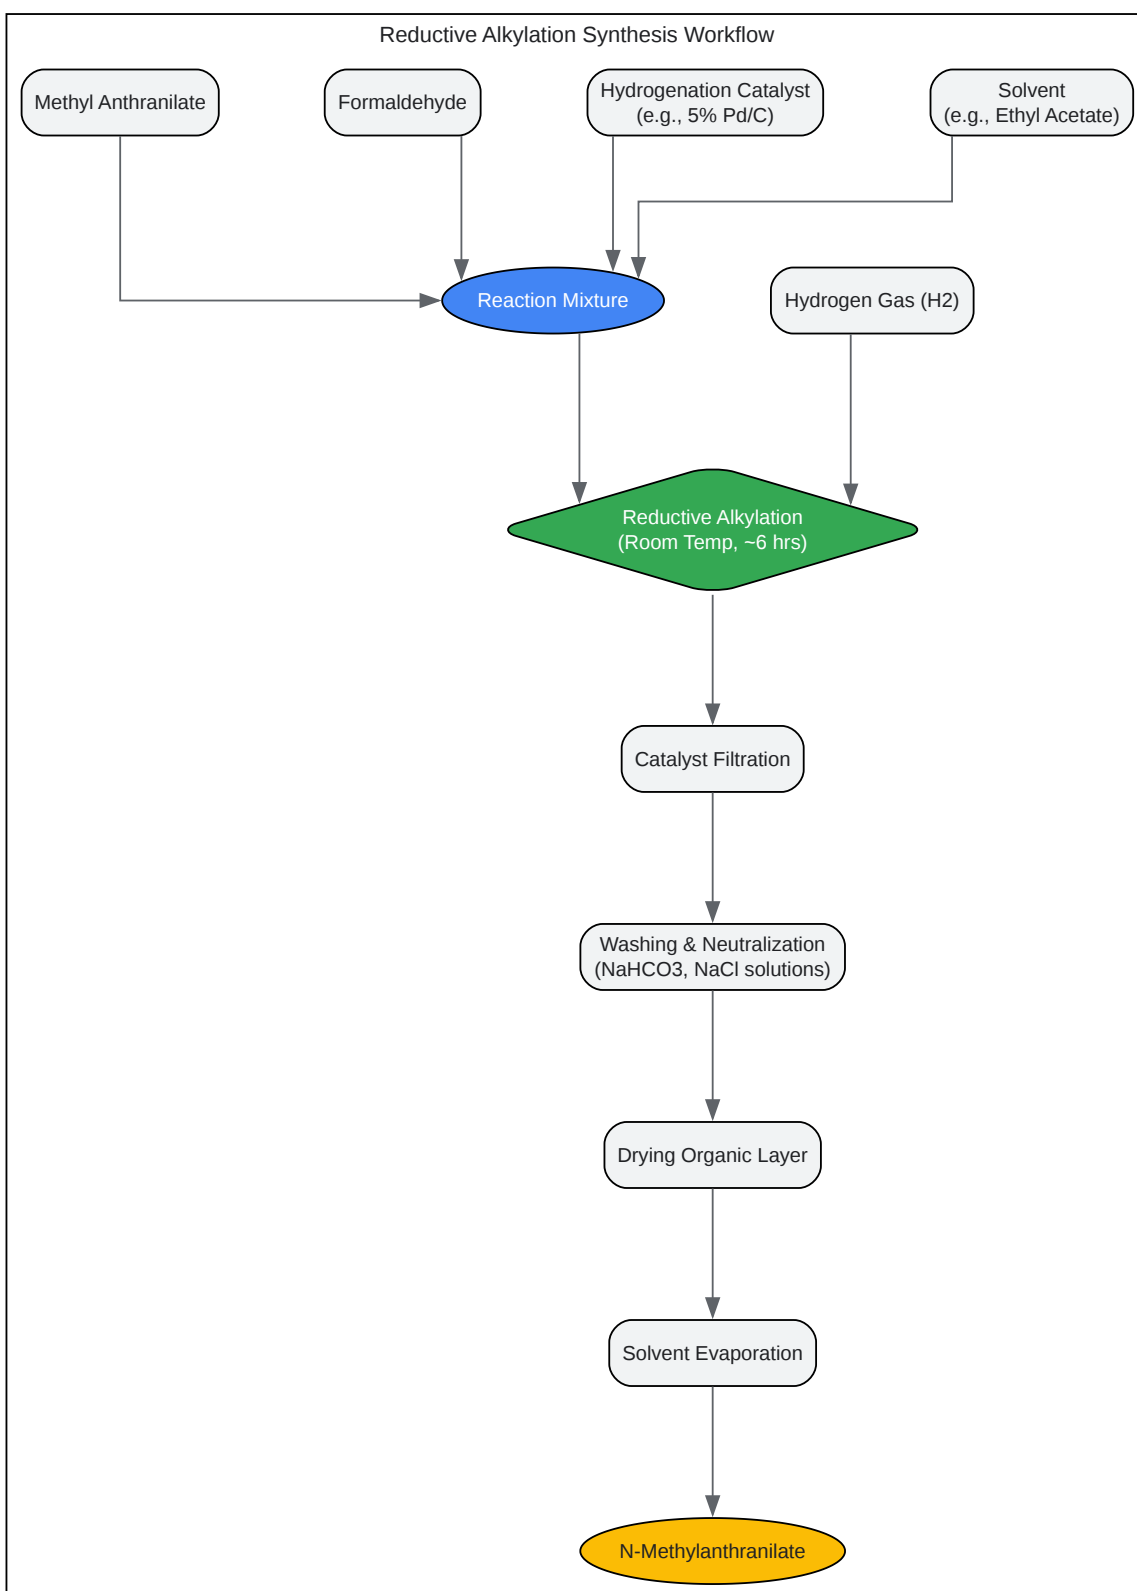 Reductive Alkylation Synthesis Workflow
Methyl Anthranilate
Formaldehyde
Hydrogenation Catalyst
(e.g., 5% Pd/C)
Solvent
(e.g., Ethyl Acetate)
Reaction Mixture
Hydrogen Gas (H2)
Reductive Alkylation
(Room Temp, ~6 hrs)
Catalyst Filtration
Washing & Neutralization
(NaHCO3, NaCl solutions)
Drying Organic Layer
Solvent Evaporation
N-Methylanthranilate